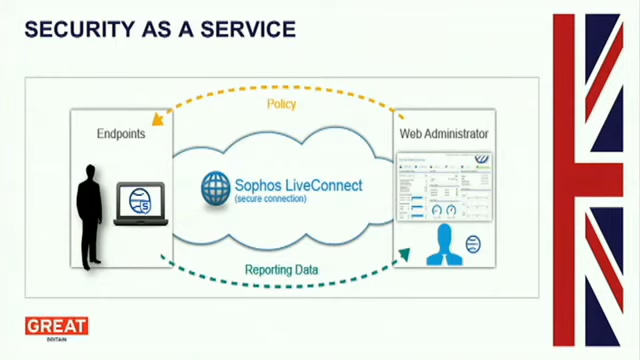 SECURITY AS A SERVICE
Policy
Endpoints
Web Administrator
Sophos LiveConnect
(secure connection)
S
Reporting Data
GREAT
BRITAIN